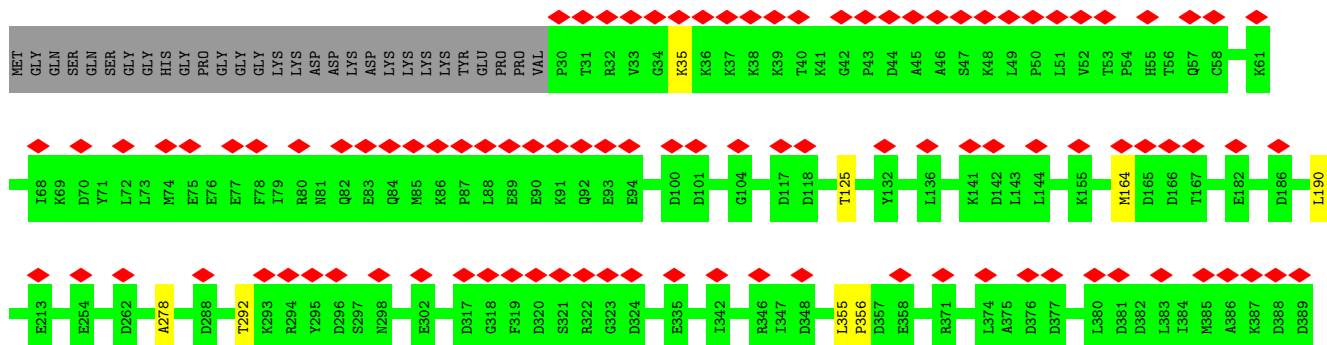 MET GLY GLN SER GLN SER GLY GLY HIS GLY PRO GLY GLY GLY LYS LYS ASP ASP LYS ASP LYS LYS LYS LYS TYR GLU PRO PRO VAL P30 T31 R32 V33 G34 K35 K36 K37 K38 K39 T40 K41 G42 P43 D44 A45 A46 S47 K48 L49 P50 L51 V52 T53 P54 H55 T56 Q57 C58 K61
I68 K69 D70 Y71 L72 L73 M74 E75 E76 E77 F78 I79 R80 N81 Q82 E83 Q84 M85 K86 P87 L88 E89 E90 K91 Q92 E93 E94 D100 D101 G104 D117 D118 T125 Y132 L136 K141 D142 L143 L144 K155 M164 D165 D166 T167 E182 D186 L190
E213 E254 D262 A278 D288 T292 K293 R294 Y295 D296 S297 N298 E302 D317 G318 F319 D320 S321 R322 G323 D324 E335 I342 R346 I347 D348 L355 P356 D357 E358 R371 L374 A375 D376 D377 L380 D381 D382 L383 I384 M385 A386 K387 D388 D389